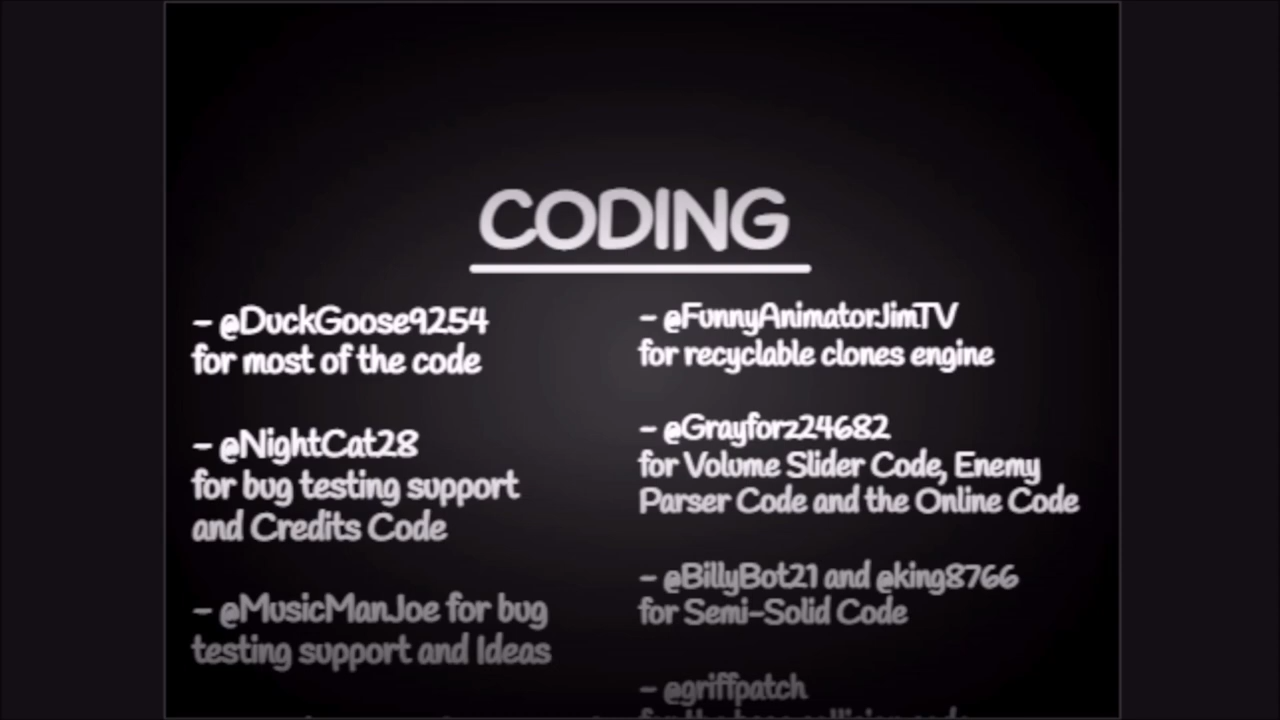 CODING
– @DuckGoose9254
for most of the code
– @NightCat28
for bug testing support
and Credits Code
– @MusicManJoe for bug
testing support and Ideas
– @FunnyAnimatorJimTV
for recyclable clones engine
– @Grayforz24682
for Volume Slider Code, Enemy
Parser Code and the Online Code
– @BillyBot21 and @king8766
for Semi-Solid Code
– @griffpatch